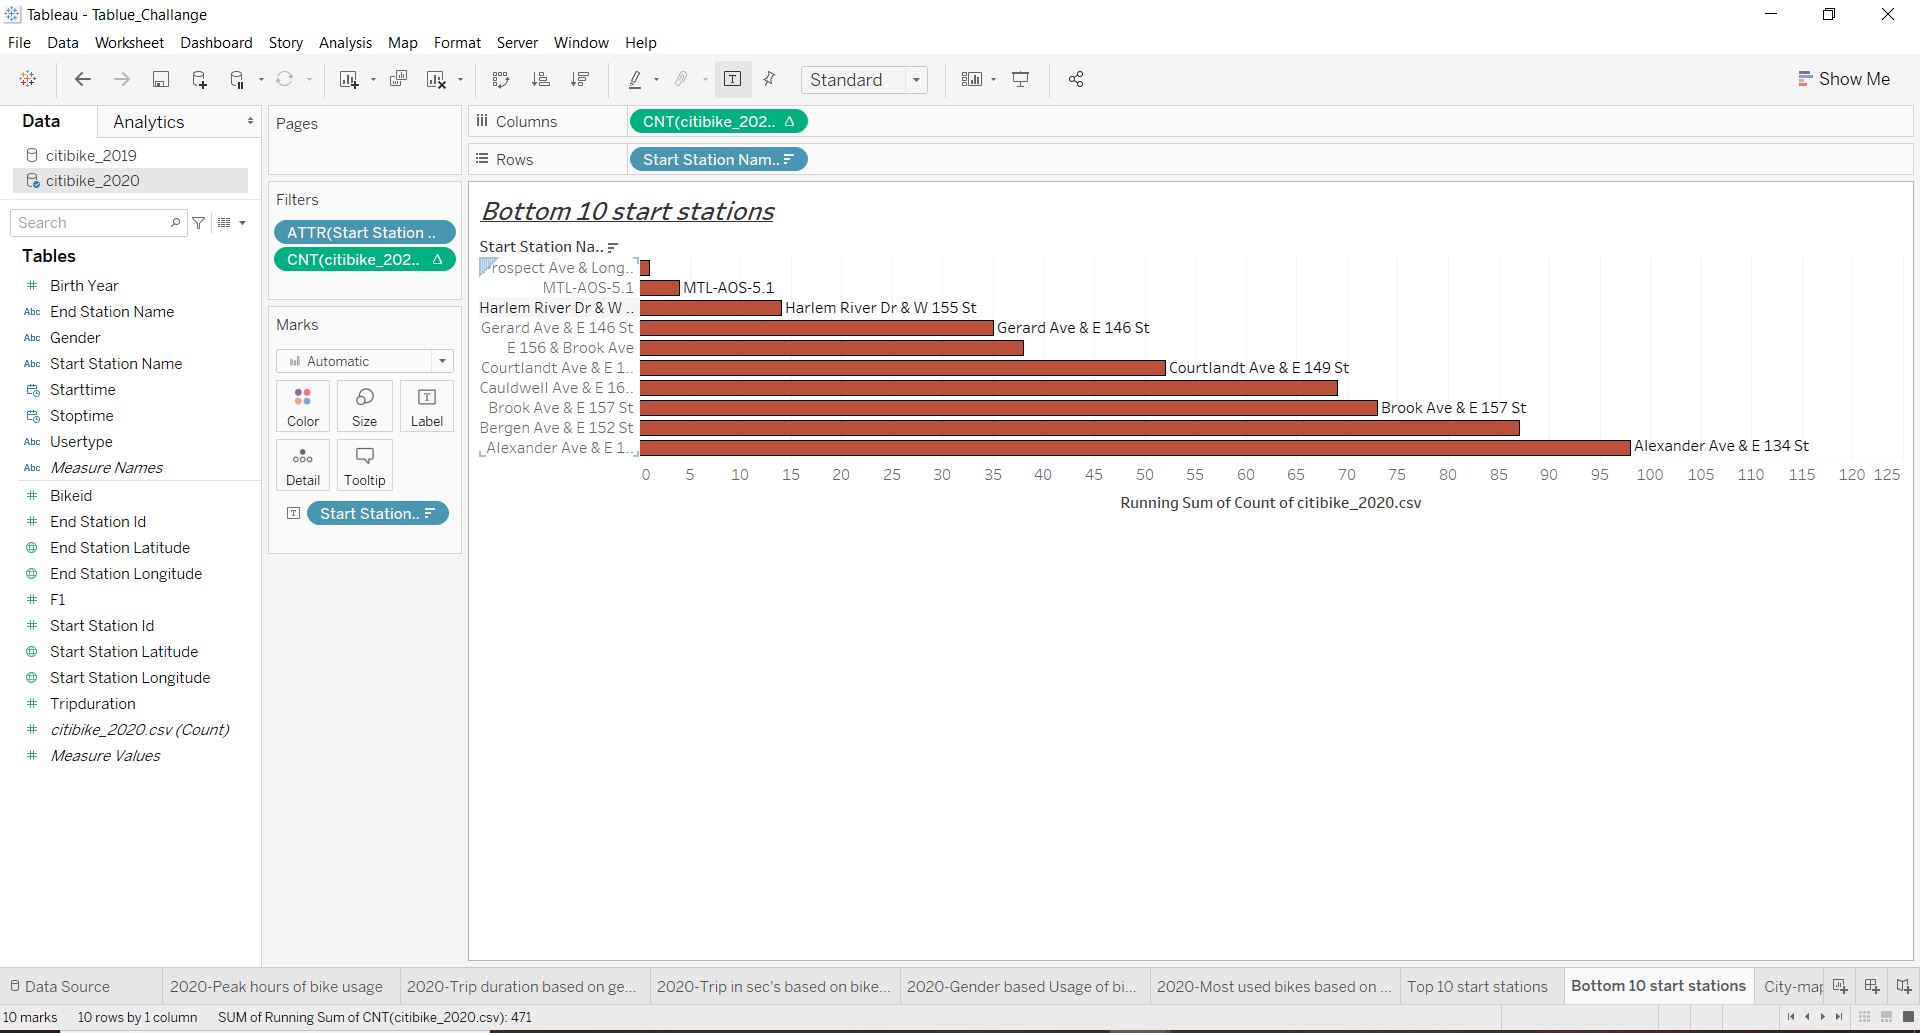 Tableau - Tablue_Challange
File Data Worksheet Dashboard Story Analysis Map Format Server Window Help
Standard
Show Me
Data Analytics
citibike_2019
citibike_2020
Search
Tables
Birth Year
Abc End Station Name
Abc Gender
Abc Start Station Name
Starttime
Stoptime
Abc Usertype
Abc Measure Names
Bikeid
End Station Id
End Station Latitude
End Station Longitude
F1
Start Station Id
Start Station Latitude
Start Station Longitude
Tripduration
citibike_2020.csv (Count)
Measure Values
Pages
Filters
ATTR(Start Station ..
CNT(citibike_202.. Δ
Marks
Automatic
Color Size Label
Detail Tooltip
Start Station..
Columns CNT(citibike_202.. Δ
Rows Start Station Nam..
Bottom 10 start stations
Start Station Na..
Prospect Ave & Long..
MTL-AOS-5.1 MTL-AOS-5.1
Harlem River Dr & W .. Harlem River Dr & W 155 St
Gerard Ave & E 146 St Gerard Ave & E 146 St
E 156 & Brook Ave
Courtlandt Ave & E 1.. Courtlandt Ave & E 149 St
Cauldwell Ave & E 16..
Brook Ave & E 157 St Brook Ave & E 157 St
Bergen Ave & E 152 St
Alexander Ave & E 1.. Alexander Ave & E 134 St
0 5 10 15 20 25 30 35 40 45 50 55 60 65 70 75 80 85 90 95 100 105 110 115 120 125
Running Sum of Count of citibike_2020.csv
Data Source 2020-Peak hours of bike usage 2020-Trip duration based on ge... 2020-Trip in sec's based on bike... 2020-Gender based Usage of bi... 2020-Most used bikes based on ... Top 10 start stations Bottom 10 start stations City-map
10 marks 10 rows by 1 column SUM of Running Sum of CNT(citibike_2020.csv): 471